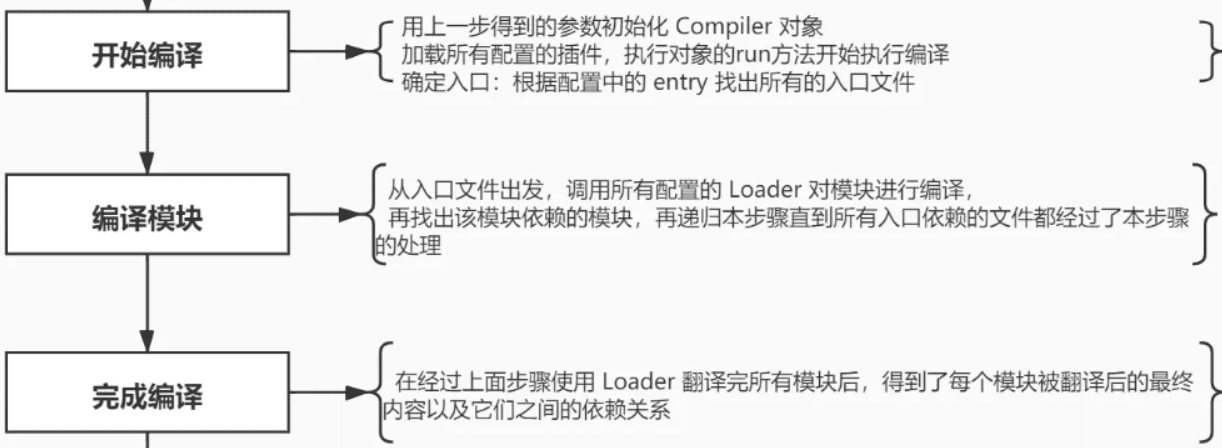 开始编译
用上一步得到的参数初始化 Compiler 对象
加载所有配置的插件，执行对象的run方法开始执行编译
确定入口：根据配置中的 entry 找出所有的入口文件
编译模块
从入口文件出发，调用所有配置的 Loader 对模块进行编译，
再找出该模块依赖的模块，再递归本步骤直到所有入口依赖的文件都经过了本步骤
的处理
完成编译
在经过上面步骤使用 Loader 翻译完所有模块后，得到了每个模块被翻译后的最终
内容以及它们之间的依赖关系